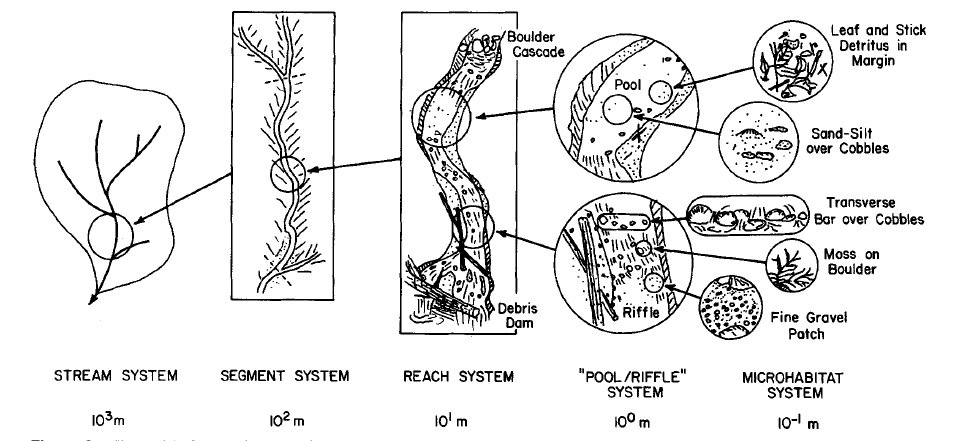 Boulder
Cascade
Leaf and Stick
Detritus in
Margin
Pool
Sand-Silt
over Cobbles
Transverse
Bar over Cobbles
Moss on
Boulder
Riffle
Fine Gravel
Patch
Debris
Dam
STREAM SYSTEM
SEGMENT SYSTEM
REACH SYSTEM
"POOL/RIFFLE"
SYSTEM
MICROHABITAT
SYSTEM
10³m
10² m
10¹ m
10⁰ m
10⁻¹ m